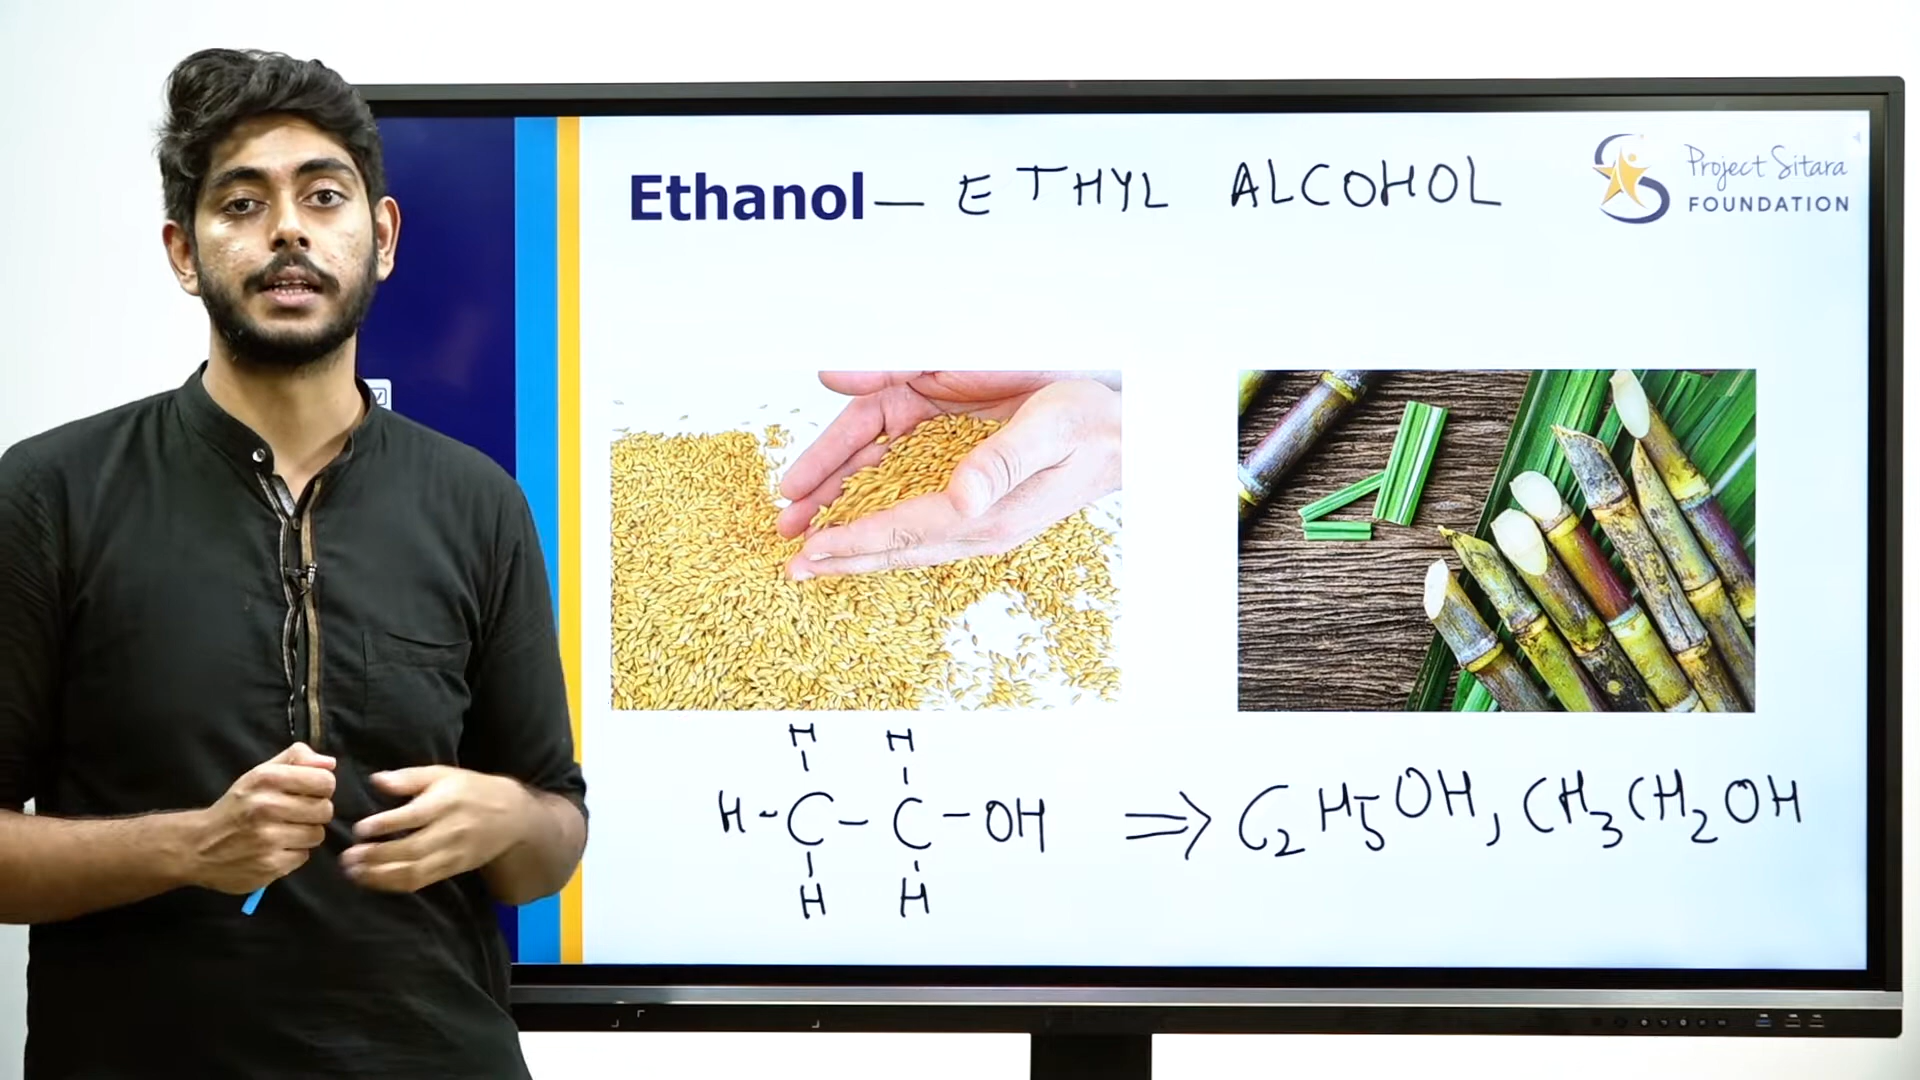 Ethanol — ETHYL ALCOHOL
Project Sitara
FOUNDATION
H H
H-C-C-OH ⇒ C₂H₅OH, CH₃CH₂OH
H H